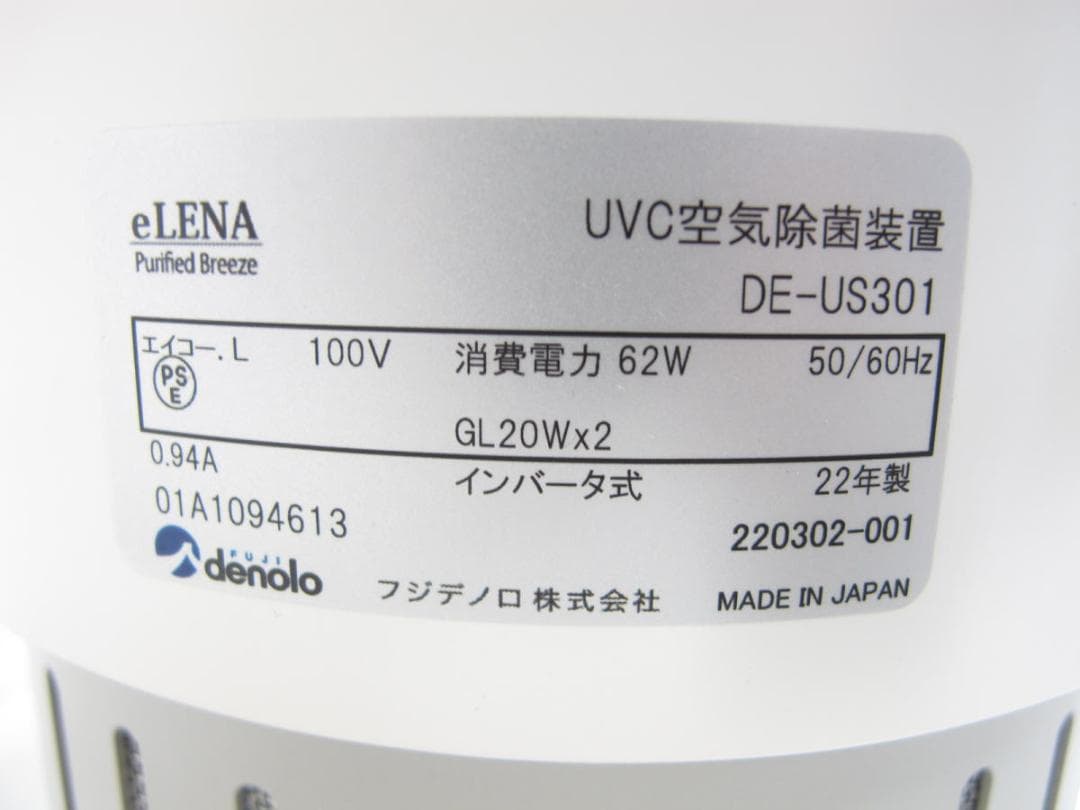 eLENA
Purified Breeze
UVC空気除菌装置
DE-US301
エイコー.L 100V 消費電力 62W 50/60Hz
PS
E
GL20Wx2
0.94A
インバータ式 22年製
01A1094613
220302-001
FUJI
denolo
フジデノロ株式会社 MADE IN JAPAN